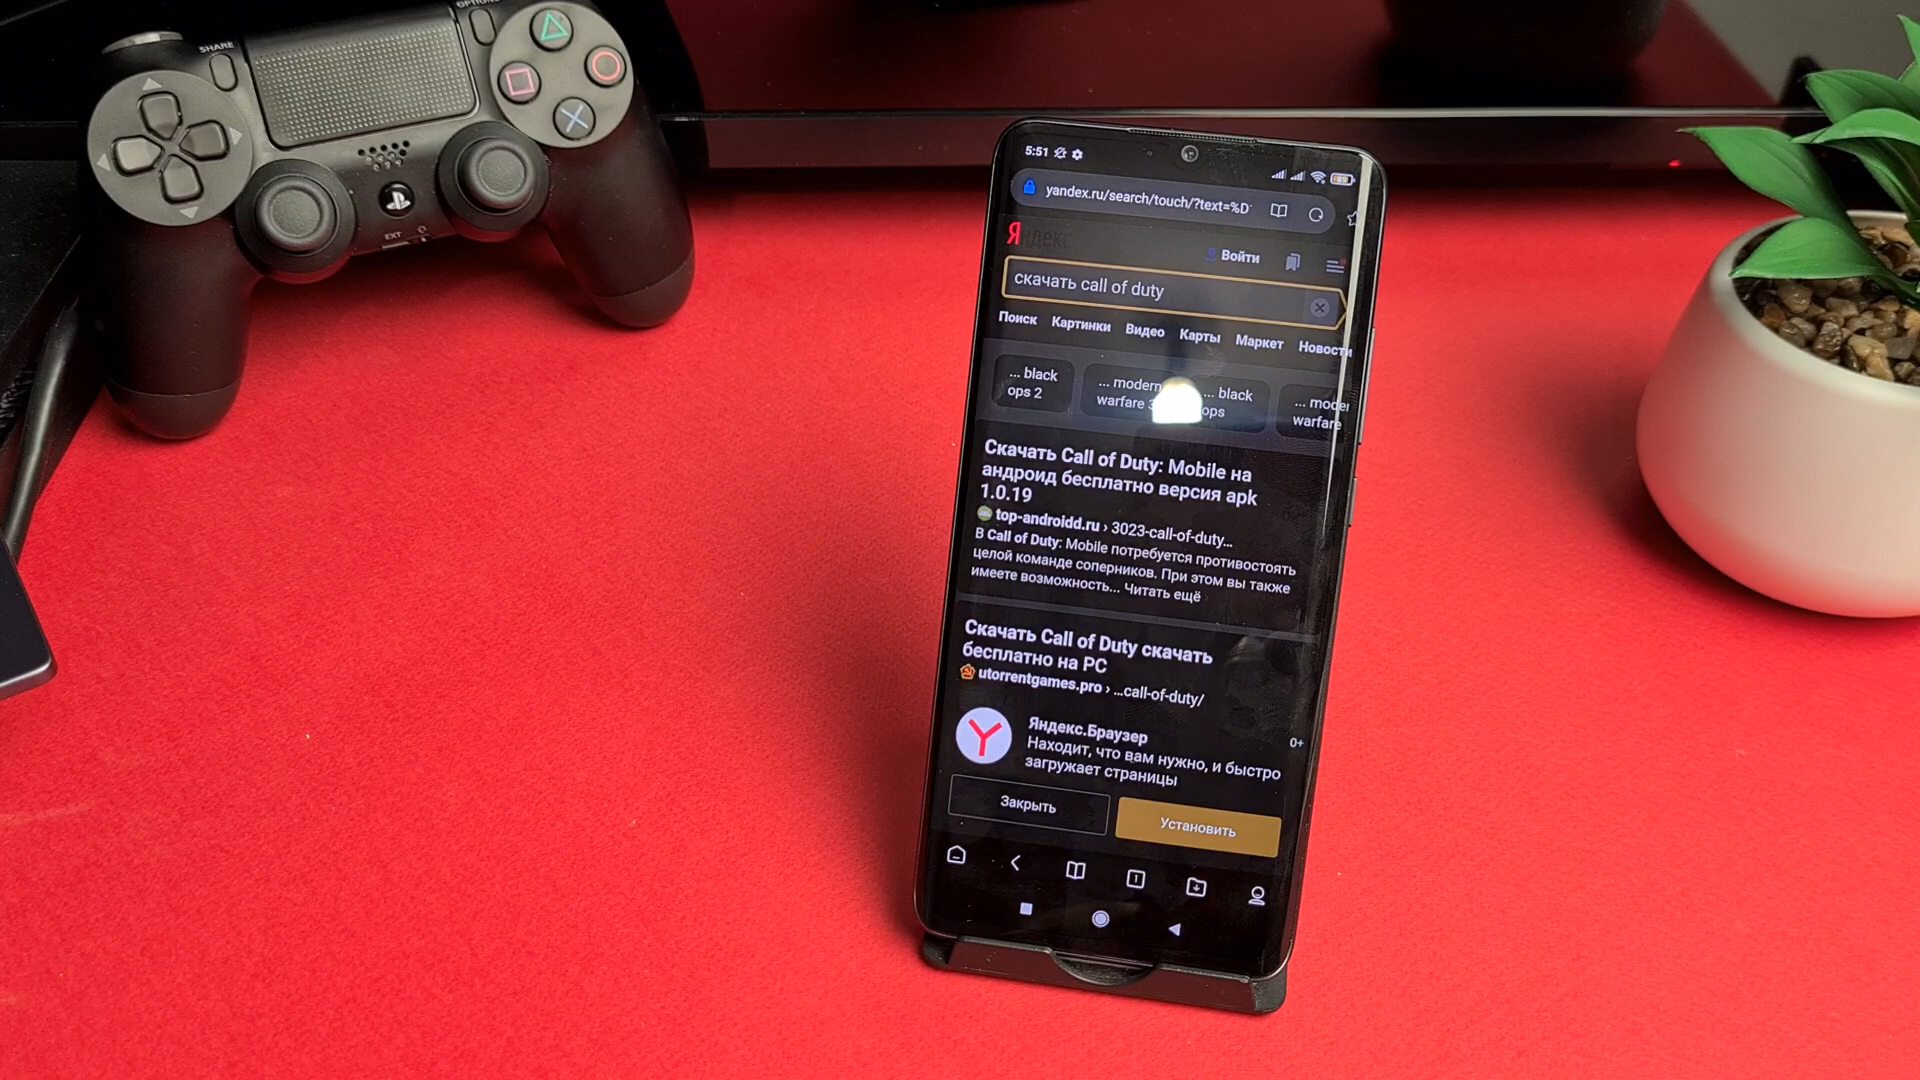 SHARE
OPTIONS
EXT
5:51
yandex.ru/search/touch/?text=%D
Яндекс
Войти
скачать call of duty
Поиск Картинки Видео Карты Маркет Новости
... black
ops 2
... modern
warfare 3
... black
ops
... moder
warfare
Скачать Call of Duty: Mobile на
андроид бесплатно версия apk
1.0.19
top-androidd.ru › 3023-call-of-duty...
В Call of Duty: Mobile потребуется противостоять
целой команде соперников. При этом вы также
имеете возможность... Читать ещё
Скачать Call of Duty скачать
бесплатно на PC
utorrentgames.pro › ...call-of-duty/
Яндекс.Браузер
Находит, что вам нужно, и быстро
загружает страницы
0+
Закрыть
Установить
1